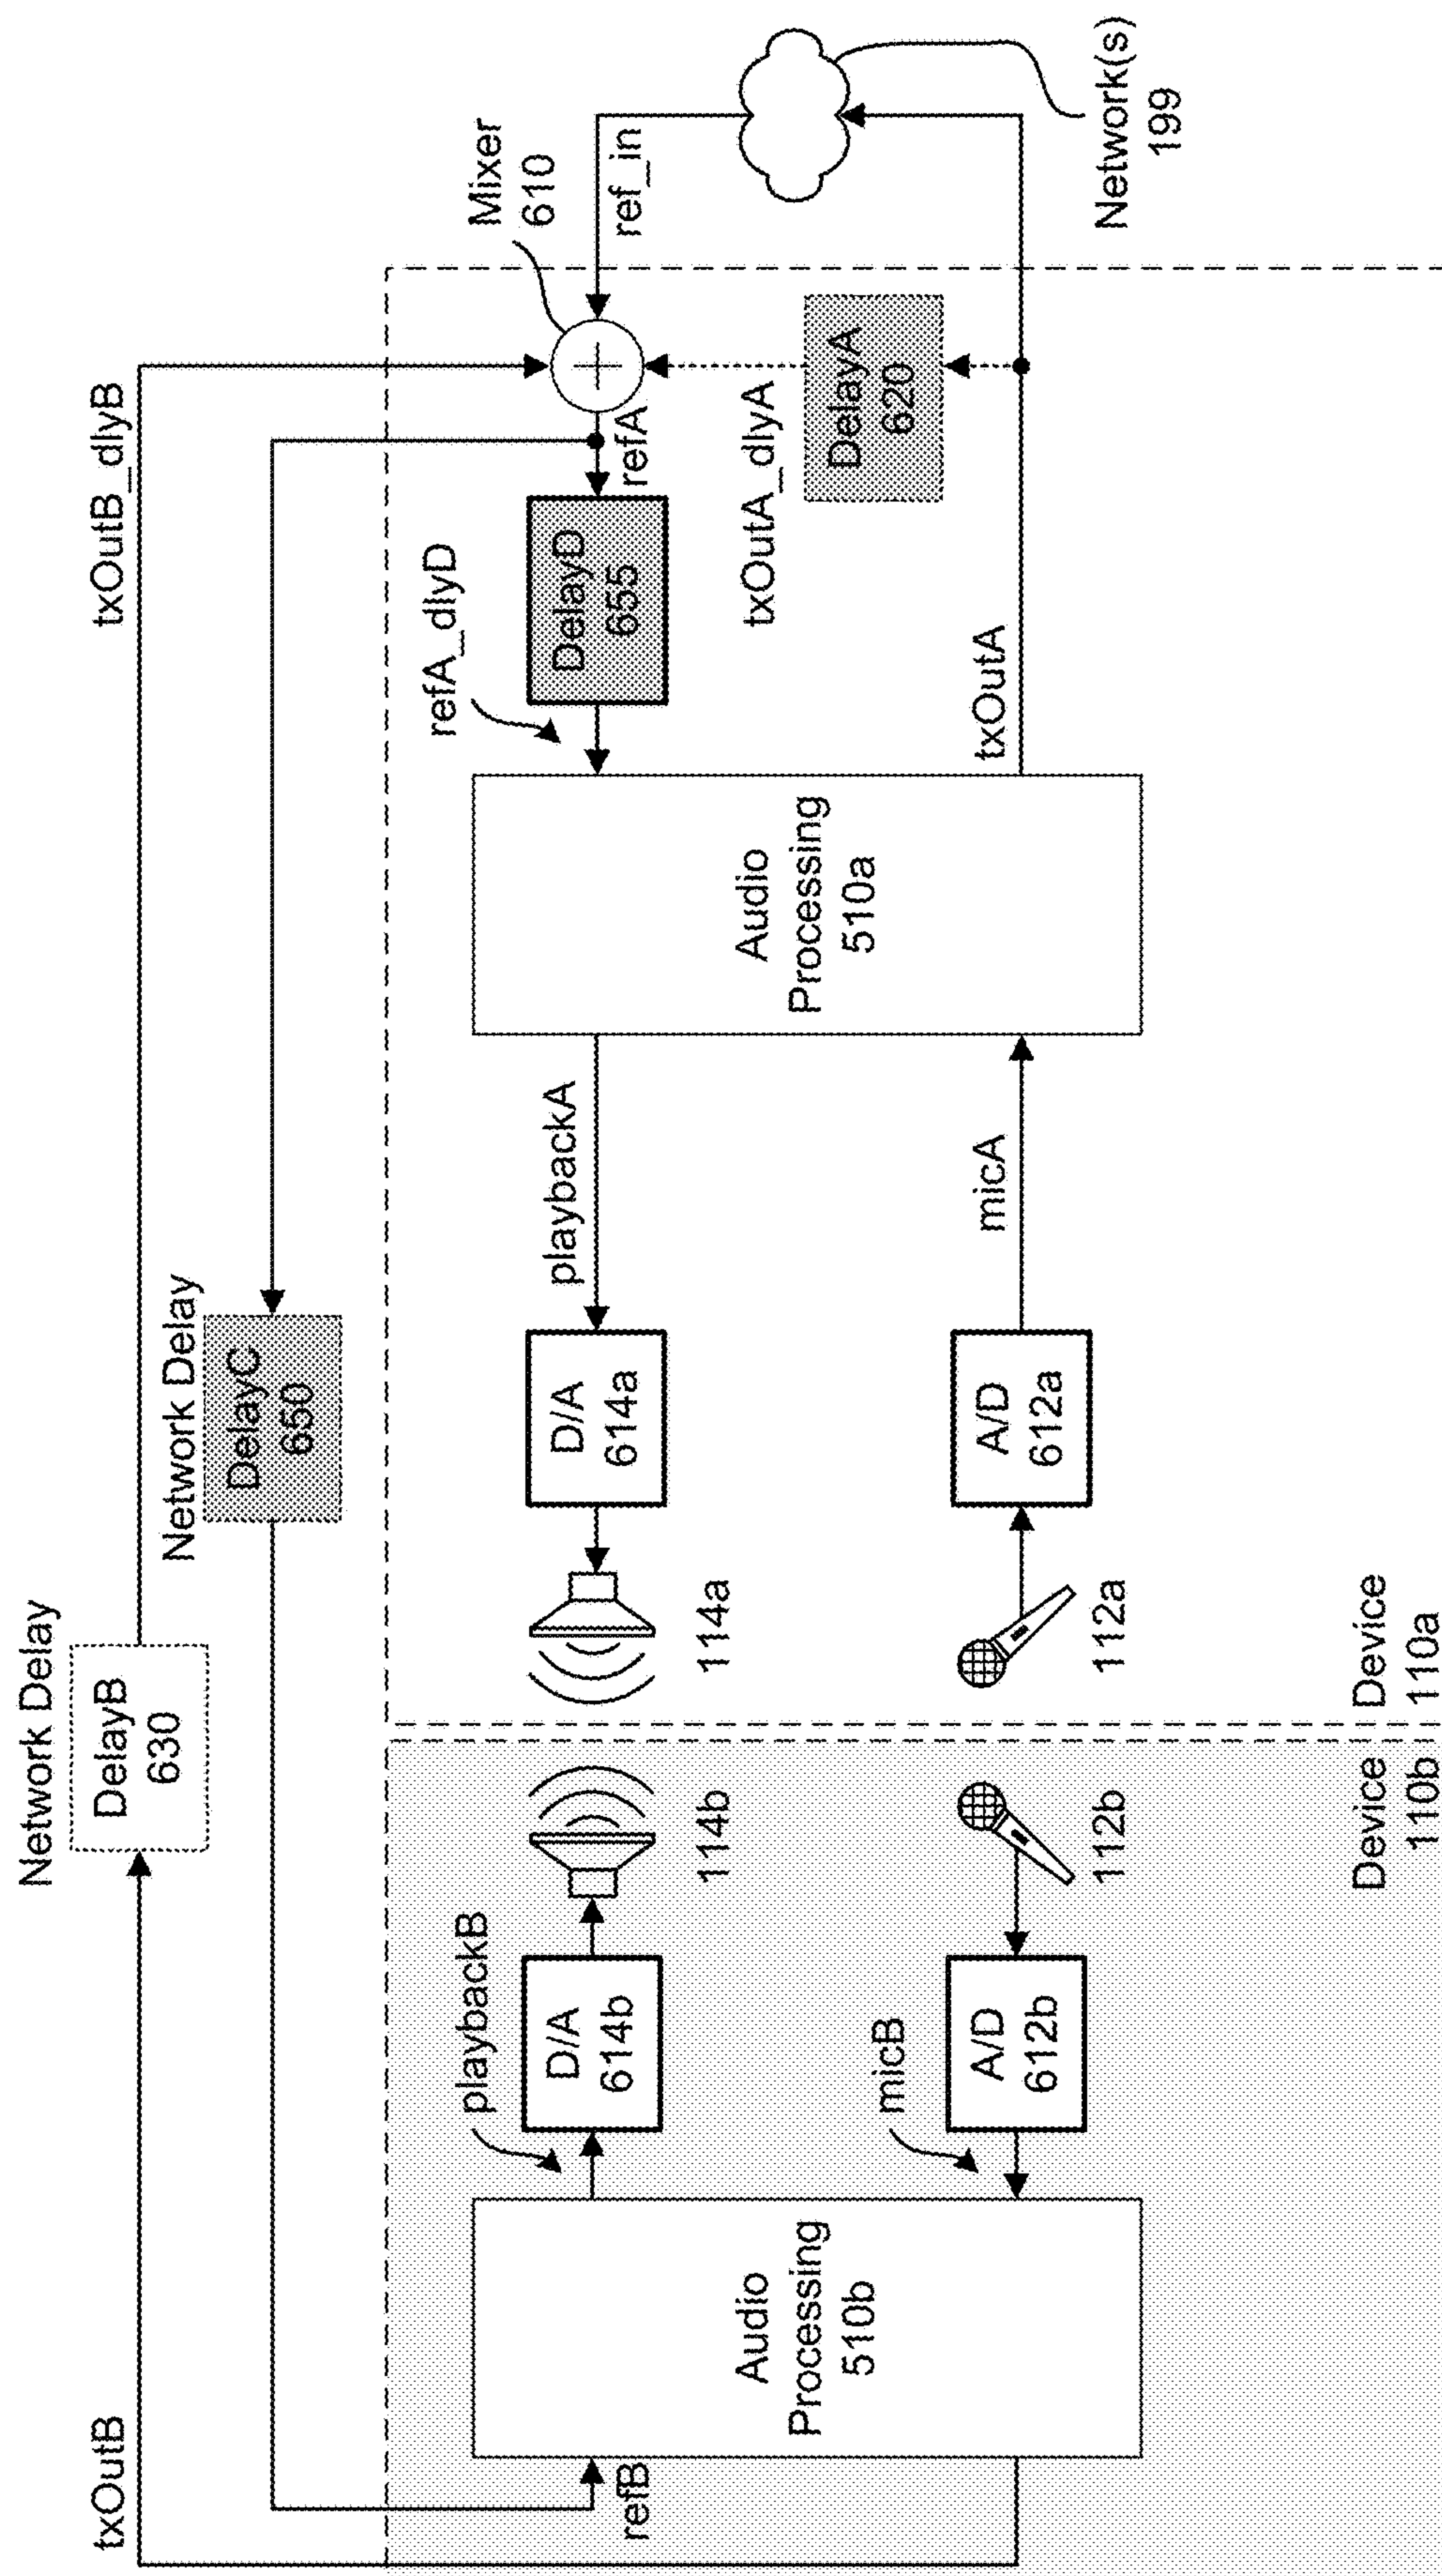 Network Delay
txOutB
DelayB
630
txOutB_dlyB
Network Delay
DelayC
650
Mixer
610
playbackB
playbackA
refA_dlyD
ref_in
D/A
614b
D/A
614a
DelayD
655
refB
refA
114b
114a
txOutA_dlyA
Audio
Processing
510b
Audio
Processing
510a
DelayA
620
micB
micA
txOutA
A/D
612b
A/D
612a
112b
112a
Network(s)
199
Device
110b
Device
110a